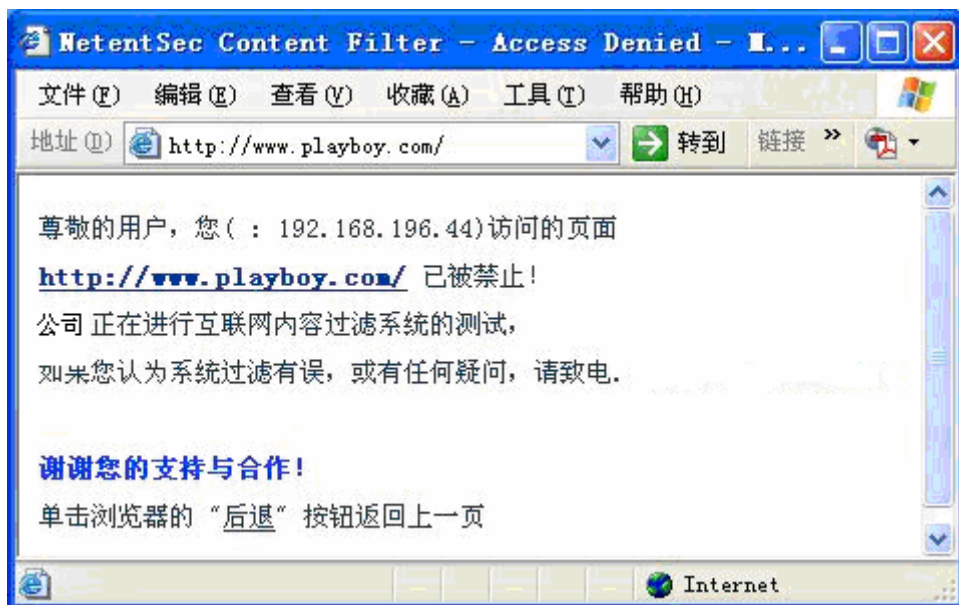 NetentSec Content Filter - Access Denied - M...
文件(F) 编辑(E) 查看(V) 收藏(A) 工具(T) 帮助(H)
地址(D) http://www.playboy.com/ 转到 链接 »
尊敬的用户，您( : 192.168.196.44)访问的页面
http://www.playboy.com/ 已被禁止!
公司 正在进行互联网内容过滤系统的测试，
如果您认为系统过滤有误，或有任何疑问，请致电.
谢谢您的支持与合作!
单击浏览器的 "后退" 按钮返回上一页
Internet